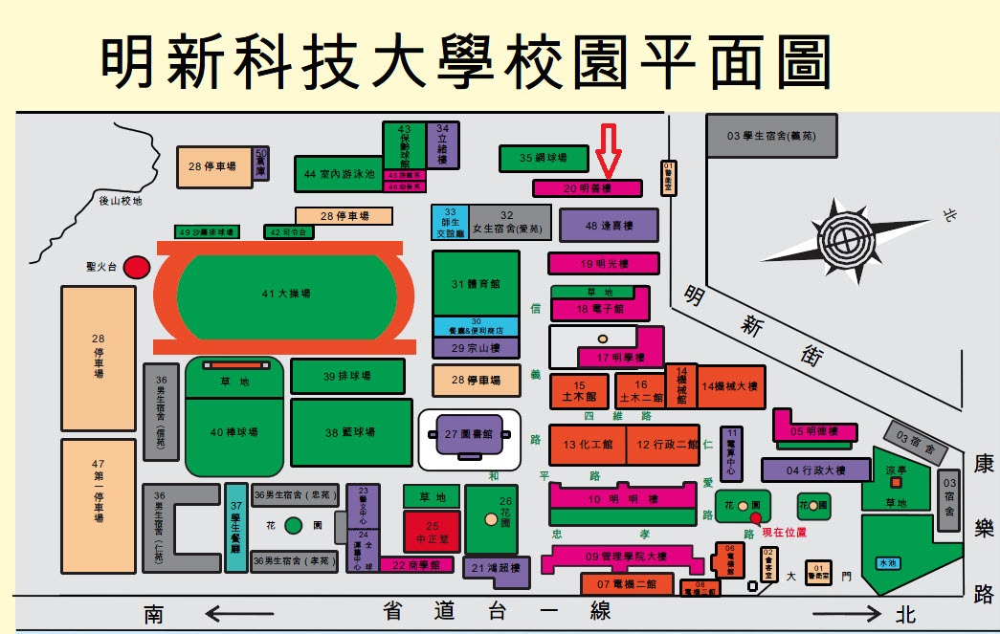 明新科技大學校園平面圖
後山校地
28 停車場
50 倉庫
44 室內游泳池
43 保齡球館
34 立緒樓
35 網球場
20 明善樓
01 警衛室
03 學生宿舍(義苑)
北
28 停車場
49 沙灘排球場
42 司令台
33 師生交誼廳
32 女生宿舍(愛苑)
48 逢喜樓
聖火台
41 大操場
31 體育館
30 餐廳&便利商店
29 宗山樓
19 明光樓
草 地
18 電子館
17 明學樓
信 義 路
明 新 街
28 停車場
36 男生宿舍(信苑)
草 地
40 棒球場
39 排球場
38 籃球場
28 停車場
27 圖書館
15 土木館
16 土木二館
14 機械館
14機械大樓
四 維 路
13 化工館
12 行政二館
仁 愛 路
11 電算中心
05 明德樓
04 行政大樓
03 宿 舍
涼亭
草地
03 宿舍
康 樂 路
47 第一停車場
36 男生宿舍(仁苑)
37 學生餐廳
36男生宿舍 ( 忠苑 )
花 園
36男生宿舍 ( 孝苑 )
23 藝文中心
24 全球運籌中心
草 地
25 中正堂
22 商學館
26 花園
21 鴻超樓
和 平 路
10 明 明 樓
忠 孝 路
09 管理學院大樓
07 電機二館
08 電機三館
06 電機館
花 園
花 園
現在位置
02 會客室
大 門
01 警衛室
水池
南
省 道 台 一 線
北